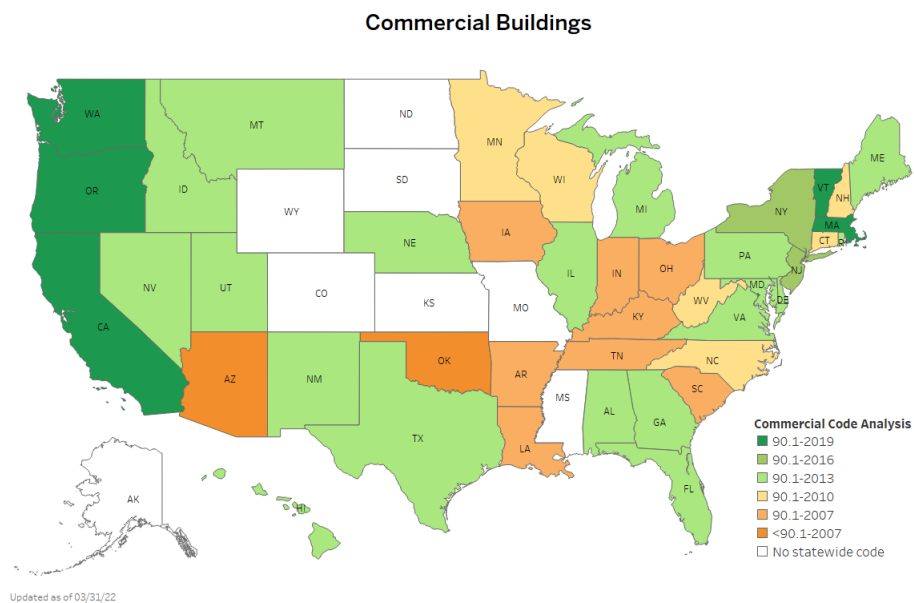 Commercial Buildings
WA
MT
ND
MN
ME
OR
ID
SD
WI
VT
NH
WY
MI
NY
MA
IA
CT
RI
NE
PA
NV
UT
IL
IN
OH
NJ
CO
MD
DE
KS
MO
WV
VA
CA
KY
OK
TN
NC
AZ
NM
AR
SC
MS
AL
GA
TX
LA
FL
AK
HI
Commercial Code Analysis
90.1-2019
90.1-2016
90.1-2013
90.1-2010
90.1-2007
<90.1-2007
No statewide code
Updated as of 03/31/22